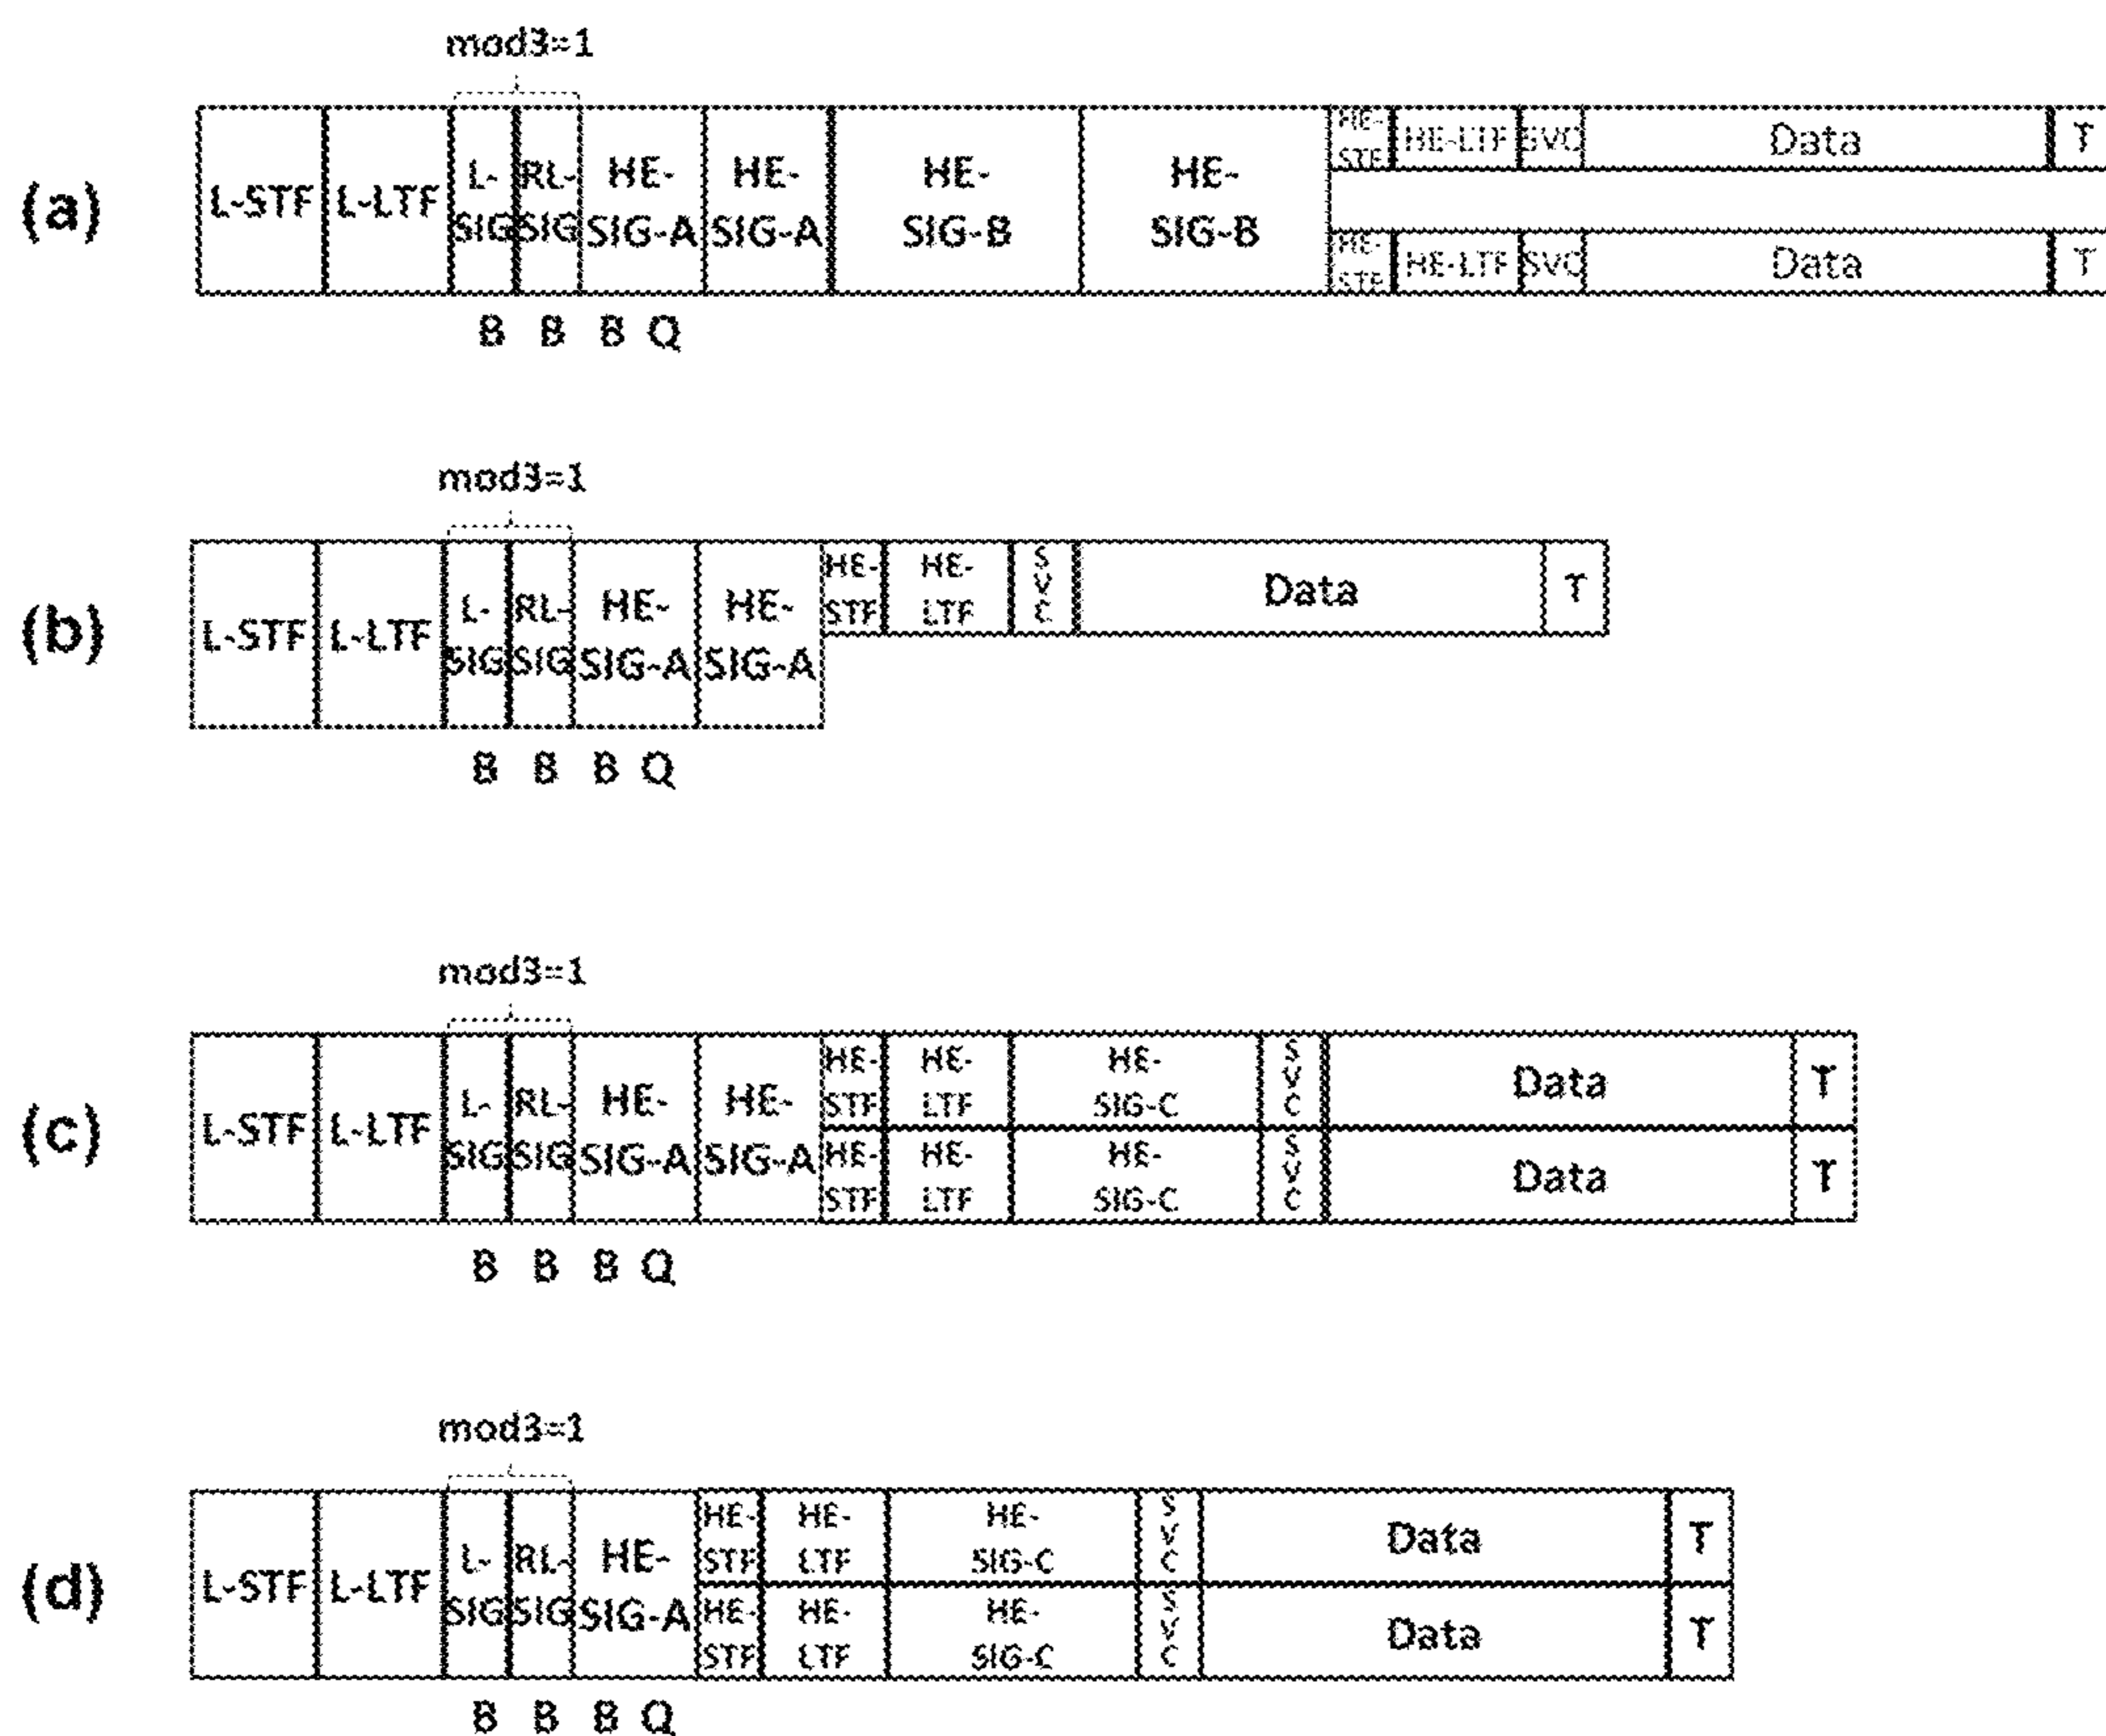 mod3=1
(a)
L-STF L-LTF L-SIG RL-SIG HE-SIG-A HE-SIG-A HE-SIG-B HE-SIG-B HE-STF HE-LTF SVC Data T
HE-STF HE-LTF SVC Data T
B B B Q
mod3=1
(b)
L-STF L-LTF L-SIG RL-SIG HE-SIG-A HE-SIG-A HE-STF HE-LTF SVC Data T
B B B Q
mod3=1
(c)
L-STF L-LTF L-SIG RL-SIG HE-SIG-A HE-SIG-A HE-STF HE-LTF HE-SIG-C SVC Data T
HE-STF HE-LTF HE-SIG-C SVC Data T
B B B Q
mod3=1
(d)
L-STF L-LTF L-SIG RL-SIG HE-SIG-A HE-STF HE-LTF HE-SIG-C SVC Data T
HE-STF HE-LTF HE-SIG-C SVC Data T
B B B Q